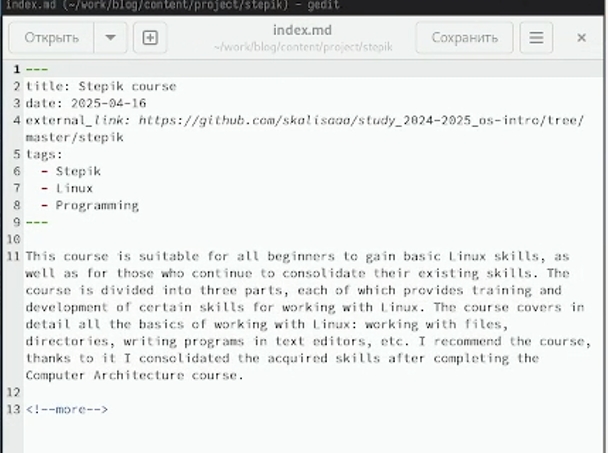 index.md (~/work/blog/content/project/stepik) - gedit
Открыть
index.md
~/work/blog/content/project/stepik
Сохранить
1 ---
2 title: Stepik course
3 date: 2025-04-16
4 external_link: https://github.com/skalisaaa/study_2024-2025_os-intro/tree/
master/stepik
5 tags:
6   - Stepik
7   - Linux
8   - Programming
9 ---
10
11 This course is suitable for all beginners to gain basic Linux skills, as
well as for those who continue to consolidate their existing skills. The
course is divided into three parts, each of which provides training and
development of certain skills for working with Linux. The course covers in
detail all the basics of working with Linux: working with files,
directories, writing programs in text editors, etc. I recommend the course,
thanks to it I consolidated the acquired skills after completing the
Computer Architecture course.
12
13 <!--more-->